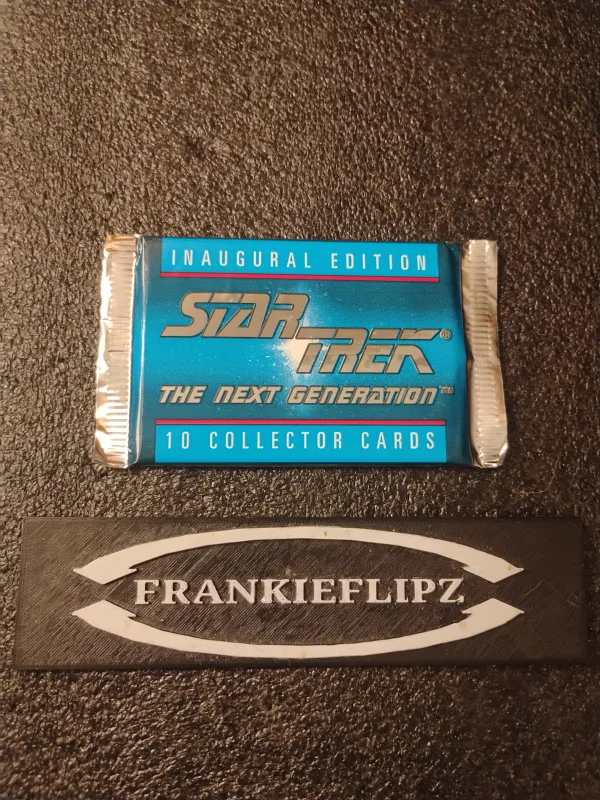 INAUGURAL EDITION
STAR
TREK®
THE NEXT GENERATION™
10 COLLECTOR CARDS
FRANKIEFLIPZ